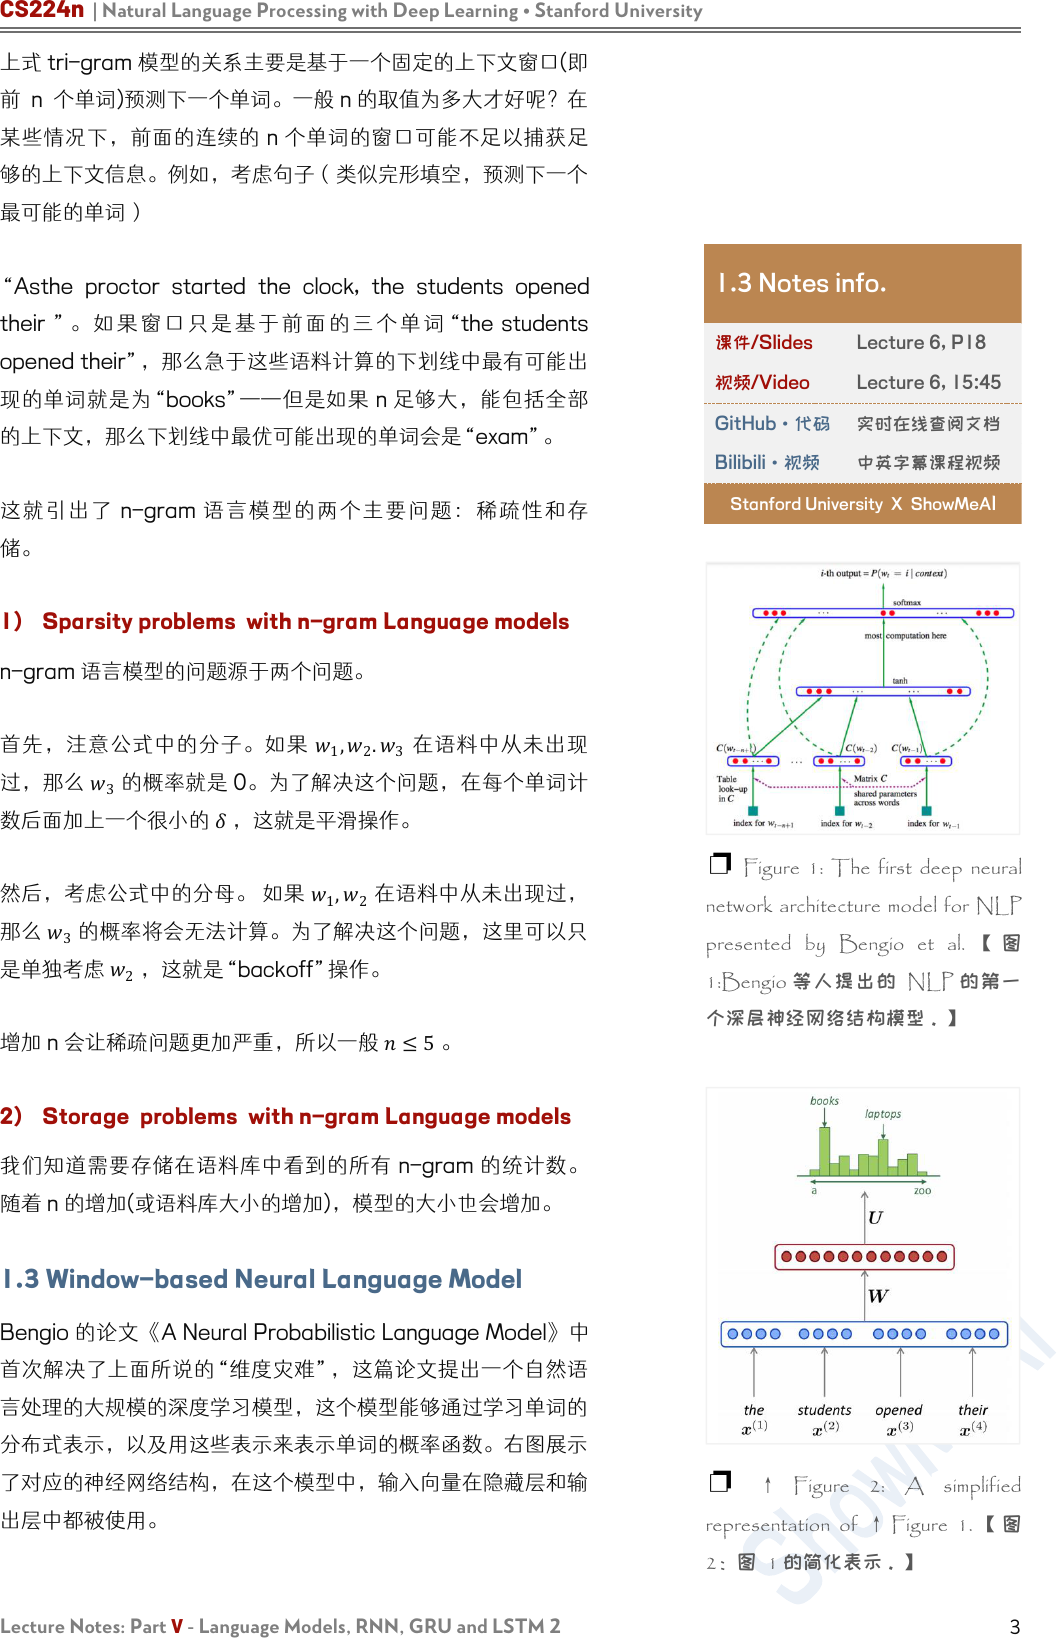 CS224n | Natural Language Processing with Deep Learning • Stanford University
上式 tri-gram 模型的关系主要是基于一个固定的上下文窗口(即
前 n 个单词)预测下一个单词。一般 n 的取值为多大才好呢？在
某些情况下，前面的连续的 n 个单词的窗口可能不足以捕获足
够的上下文信息。例如，考虑句子（类似完形填空，预测下一个
最可能的单词）
“Asthe proctor started the clock, the students opened
their ” 。如果窗口只是基于前面的三个单词 “the students
opened their” ，那么急于这些语料计算的下划线中最有可能出
现的单词就是为 “books” ——但是如果 n 足够大，能包括全部
的上下文，那么下划线中最优可能出现的单词会是 “exam” 。
这就引出了 n-gram 语言模型的两个主要问题：稀疏性和存
储。
1) Sparsity problems with n-gram Language models
n-gram 语言模型的问题源于两个问题。
首先，注意公式中的分子。如果 w₁,w₂.w₃ 在语料中从未出现
过，那么 w₃ 的概率就是 0。为了解决这个问题，在每个单词计
数后面加上一个很小的 δ ，这就是平滑操作。
然后，考虑公式中的分母。 如果 w₁,w₂ 在语料中从未出现过，
那么 w₃ 的概率将会无法计算。为了解决这个问题，这里可以只
是单独考虑 w₂ ，这就是 “backoff” 操作。
增加 n 会让稀疏问题更加严重，所以一般 n ≤ 5 。
2) Storage problems with n-gram Language models
我们知道需要存储在语料库中看到的所有 n-gram 的统计数。
随着 n 的增加(或语料库大小的增加)，模型的大小也会增加。
1.3 Window-based Neural Language Model
Bengio 的论文《A Neural Probabilistic Language Model》中
首次解决了上面所说的 “维度灾难” ，这篇论文提出一个自然语
言处理的大规模的深度学习模型，这个模型能够通过学习单词的
分布式表示，以及用这些表示来表示单词的概率函数。右图展示
了对应的神经网络结构，在这个模型中，输入向量在隐藏层和输
出层中都被使用。
1.3 Notes info.
课件/Slides Lecture 6, P18
视频/Video Lecture 6, 15:45
GitHub · 代码 实时在线查阅文档
Bilibili · 视频 中英字幕课程视频
Stanford University X ShowMeAI
i-th output = P(wₜ = i | context)
softmax
... ...
most computation here
tanh
... ...
C(wₜ₋ₙ₊₁) C(wₜ₋₂) C(wₜ₋₁)
...
Table look-up in C
Matrix C
shared parameters across words
index for wₜ₋ₙ₊₁ index for wₜ₋₂ index for wₜ₋₁
❐ Figure 1: The first deep neural
network architecture model for NLP
presented by Bengio et al.【图
1:Bengio 等人提出的 NLP 的第一
个深层神经网络结构模型．】
books
laptops
a zoo
U
W
the students opened their
x⁽¹⁾ x⁽²⁾ x⁽³⁾ x⁽⁴⁾
❐ ↑ Figure 2: A simplified
representation of ↑ Figure 1.【图
2：图 1 的简化表示．】
Lecture Notes: Part V - Language Models, RNN, GRU and LSTM 2 3